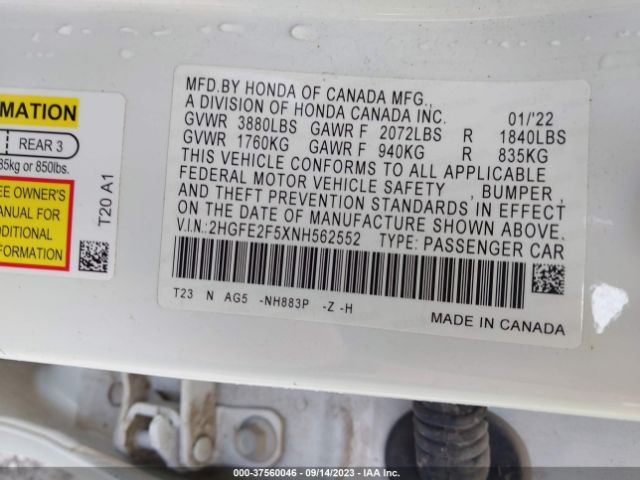 MFD.BY HONDA OF CANADA MFG.,
A DIVISION OF HONDA CANADA INC. 01/'22
GVWR 3880LBS GAWR F 2072LBS R 1840LBS
GVWR 1760KG GAWR F 940KG R 835KG
THIS VEHICLE CONFORMS TO ALL APPLICABLE
FEDERAL MOTOR VEHICLE SAFETY , BUMPER,
AND THEFT PREVENTION STANDARDS IN EFFECT
ON THE DATE OF MANUFACTURE SHOWN ABOVE.
V.I.N.:2HGFE2F5XNH562552 TYPE: PASSENGER CAR
T23 N AG5 -NH883P -Z -H
MADE IN CANADA
RMATION
REAR 3
85kg or 850lbs.
EE OWNER'S
ANUAL FOR
DDITIONAL
FORMATION
T20 A1
000-37560046 - 09/14/2023 - IAA Inc.